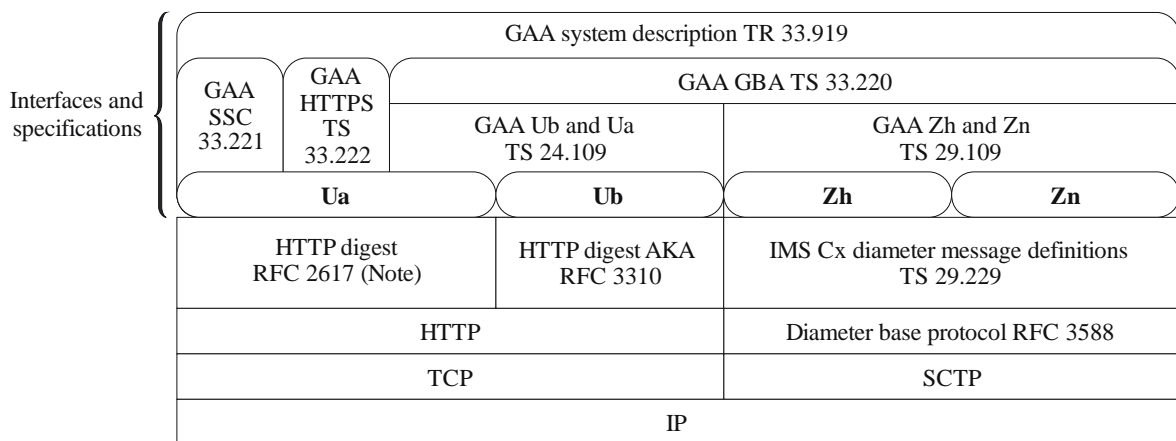 GAA system description TR 33.919
Interfaces and
specifications
GAA
SSC
33.221
GAA
HTTPS
TS
33.222
GAA GBA TS 33.220
GAA Ub and Ua
TS 24.109
GAA Zh and Zn
TS 29.109
Ua
Ub
Zh
Zn
HTTP digest
RFC 2617 (Note)
HTTP digest AKA
RFC 3310
IMS Cx diameter message definitions
TS 29.229
HTTP
Diameter base protocol RFC 3588
TCP
SCTP
IP